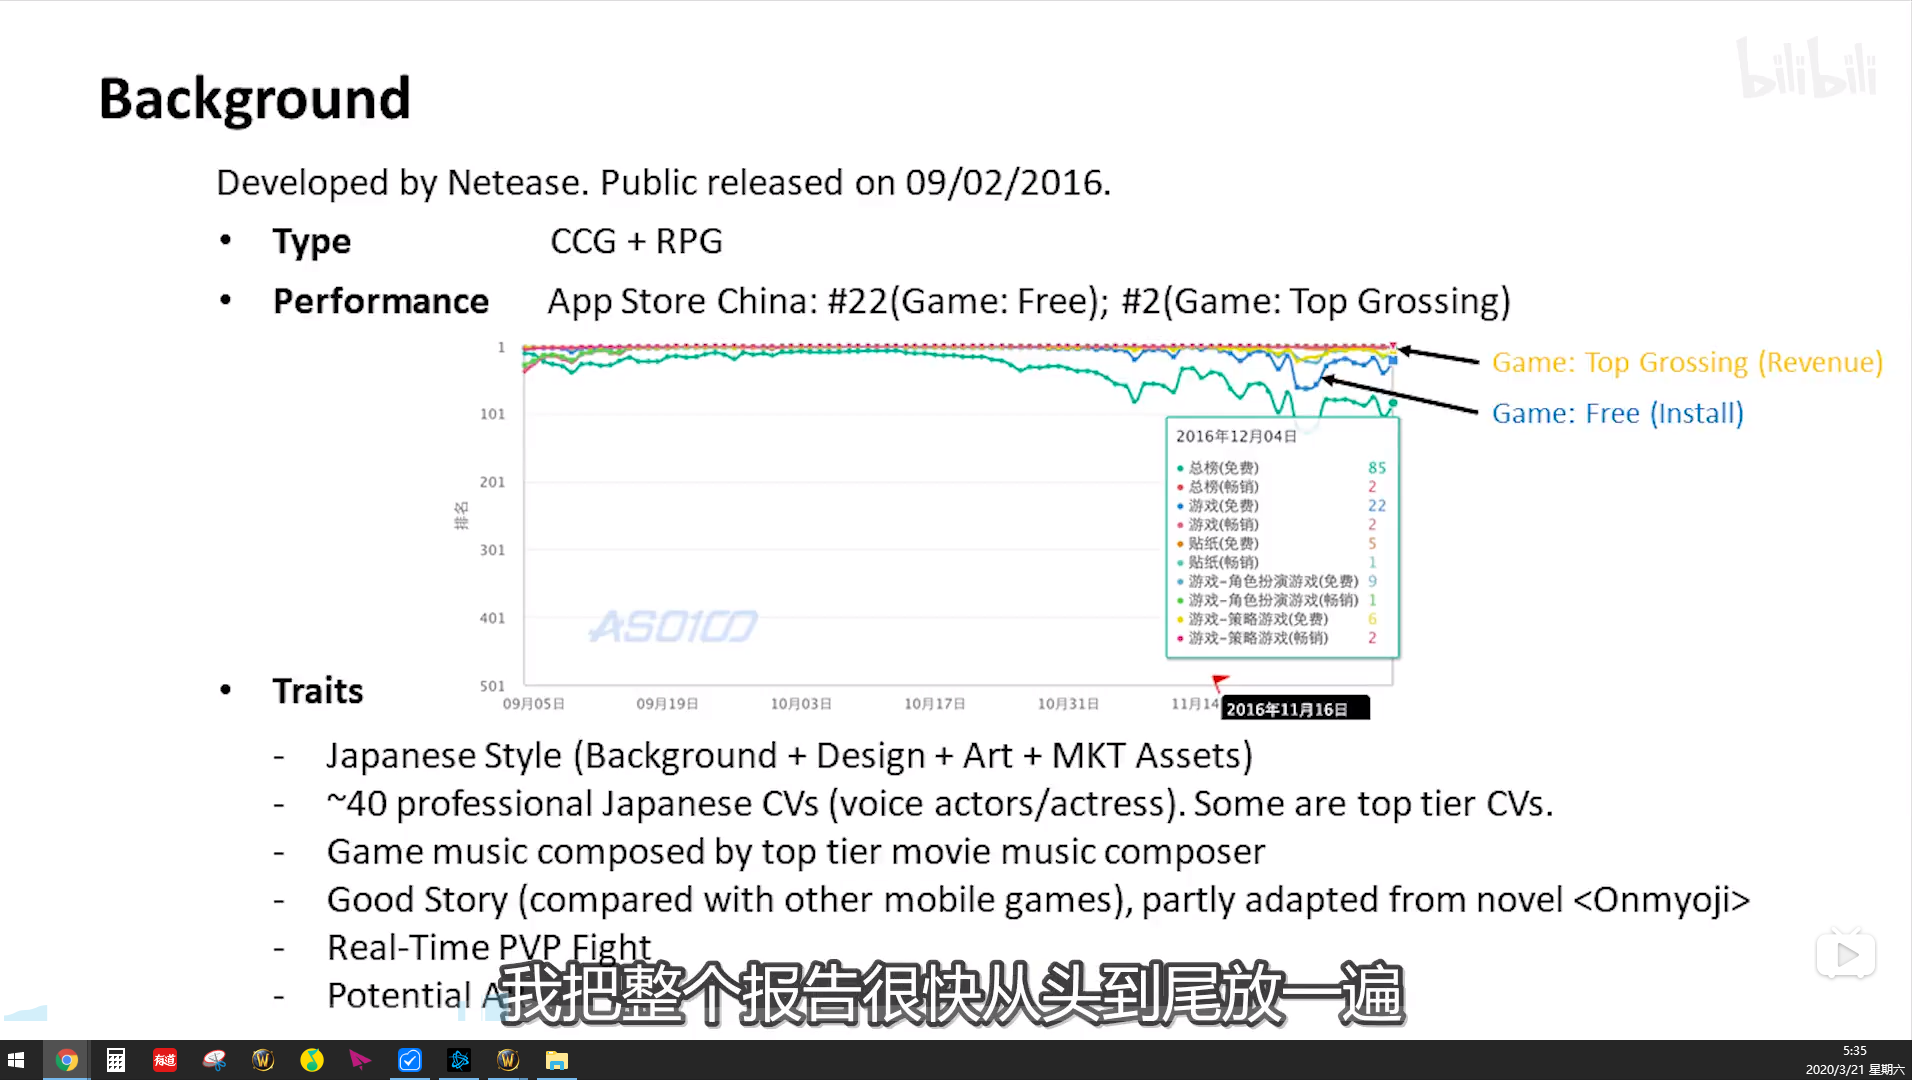 bilibili
Background
Developed by Netease. Public released on 09/02/2016.
• Type CCG + RPG
• Performance App Store China: #22(Game: Free); #2(Game: Top Grossing)
1
101
201
301
401
501
排名
Game: Top Grossing (Revenue)
Game: Free (Install)
2016年12月04日
总榜(免费) 85
总榜(畅销) 2
游戏(免费) 22
游戏(畅销) 2
贴纸(免费) 5
贴纸(畅销) 1
游戏-角色扮演游戏(免费) 9
游戏-角色扮演游戏(畅销) 1
游戏-策略游戏(免费) 6
游戏-策略游戏(畅销) 2
ASO100
09月05日 09月19日 10月03日 10月17日 10月31日 11月14
2016年11月16日
• Traits
- Japanese Style (Background + Design + Art + MKT Assets)
- ~40 professional Japanese CVs (voice actors/actress). Some are top tier CVs.
- Game music composed by top tier movie music composer
- Good Story (compared with other mobile games), partly adapted from novel <Onmyoji>
- Real-Time PVP Fight
- Potential
我把整个报告很快从头到尾放一遍
有道
5:35
2020/3/21 星期六